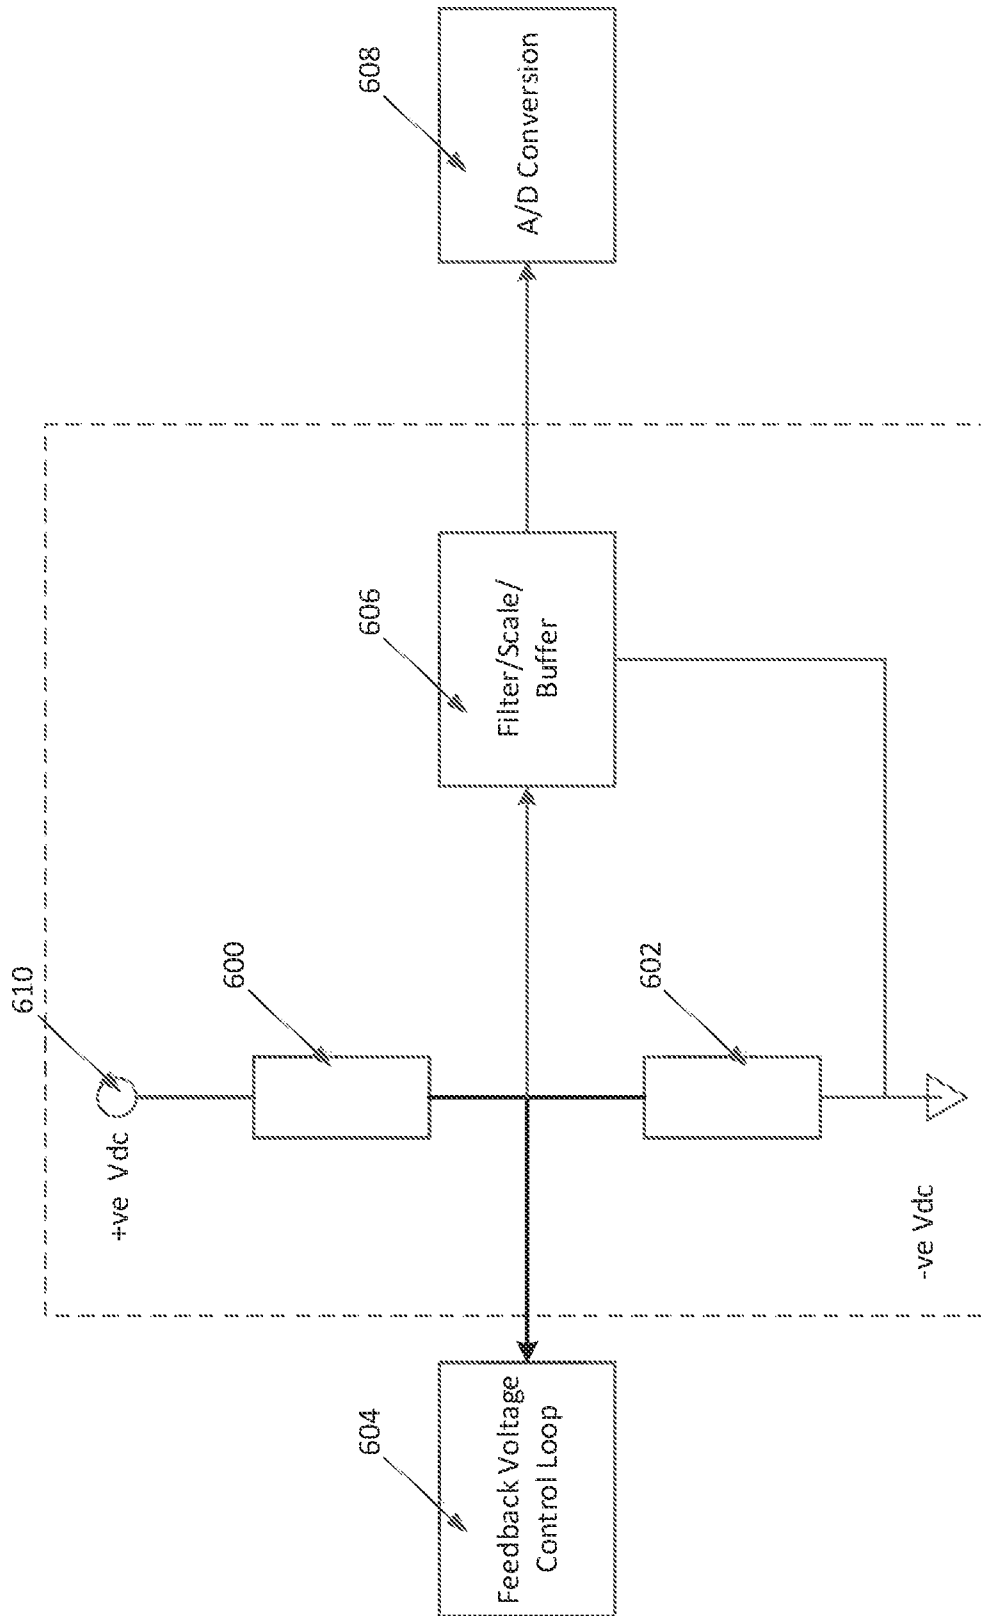 610
+ve Vdc
600
602
-ve Vdc
604
Feedback Voltage
Control Loop
606
Filter/Scale/
Buffer
608
A/D Conversion